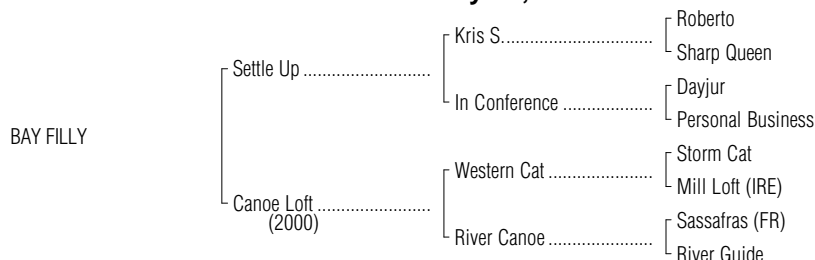 Roberto
Kris S.
Sharp Queen
Settle Up
Dayjur
In Conference
Personal Business
BAY FILLY
Storm Cat
Western Cat
Mill Loft (IRE)
Canoe Loft
(2000)
Sassafras (FR)
River Canoe
River Guide